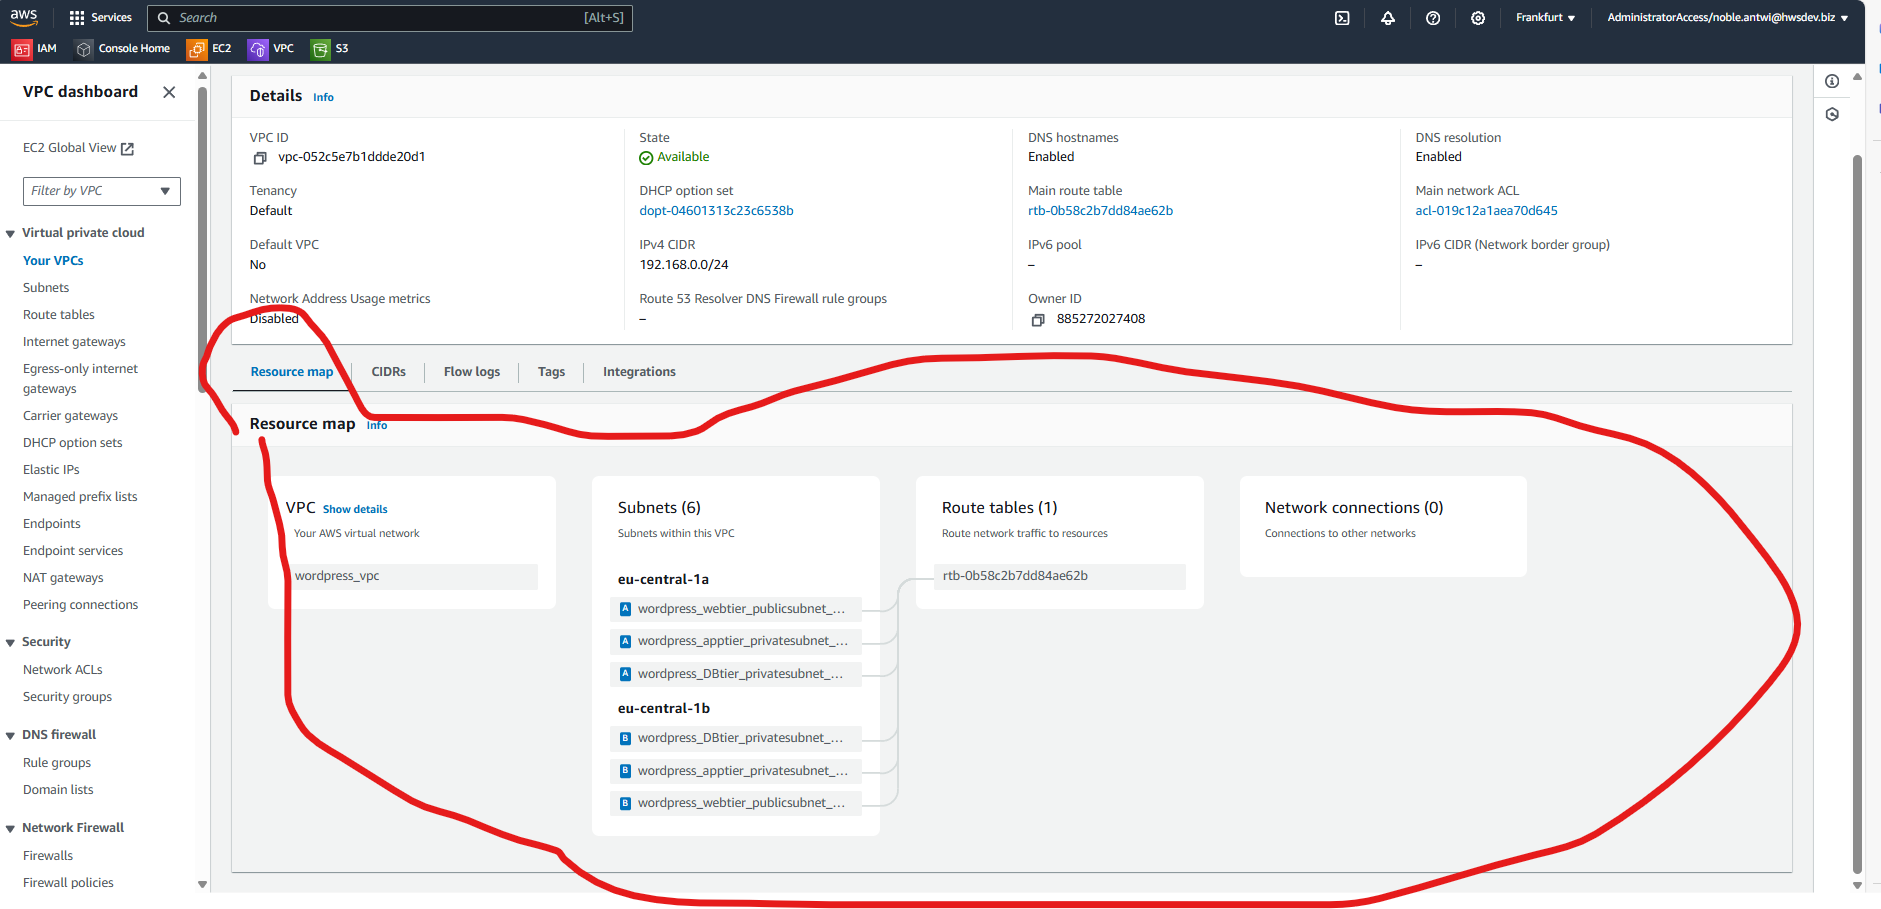 aws Services Search [Alt+S] Frankfurt AdministratorAccess/noble.antwi@hwsdev.biz
IAM Console Home EC2 VPC S3
VPC dashboard
EC2 Global View
Filter by VPC
Virtual private cloud
Your VPCs
Subnets
Route tables
Internet gateways
Egress-only internet
gateways
Carrier gateways
DHCP option sets
Elastic IPs
Managed prefix lists
Endpoints
Endpoint services
NAT gateways
Peering connections
Security
Network ACLs
Security groups
DNS firewall
Rule groups
Domain lists
Network Firewall
Firewalls
Firewall policies
Details Info
VPC ID
vpc-052c5e7b1ddde20d1
State
Available
DNS hostnames
Enabled
DNS resolution
Enabled
Tenancy
Default
DHCP option set
dopt-04601313c23c6538b
Main route table
rtb-0b58c2b7dd84ae62b
Main network ACL
acl-019c12a1aea70d645
Default VPC
No
IPv4 CIDR
192.168.0.0/24
IPv6 pool
–
IPv6 CIDR (Network border group)
–
Network Address Usage metrics
Disabled
Route 53 Resolver DNS Firewall rule groups
–
Owner ID
885272027408
Resource map CIDRs Flow logs Tags Integrations
Resource map Info
VPC Show details
Your AWS virtual network
wordpress_vpc
Subnets (6)
Subnets within this VPC
eu-central-1a
A wordpress_webtier_publicsubnet_...
A wordpress_apptier_privatesubnet_...
A wordpress_DBtier_privatesubnet_...
eu-central-1b
B wordpress_DBtier_privatesubnet_...
B wordpress_apptier_privatesubnet_...
B wordpress_webtier_publicsubnet_...
Route tables (1)
Route network traffic to resources
rtb-0b58c2b7dd84ae62b
Network connections (0)
Connections to other networks